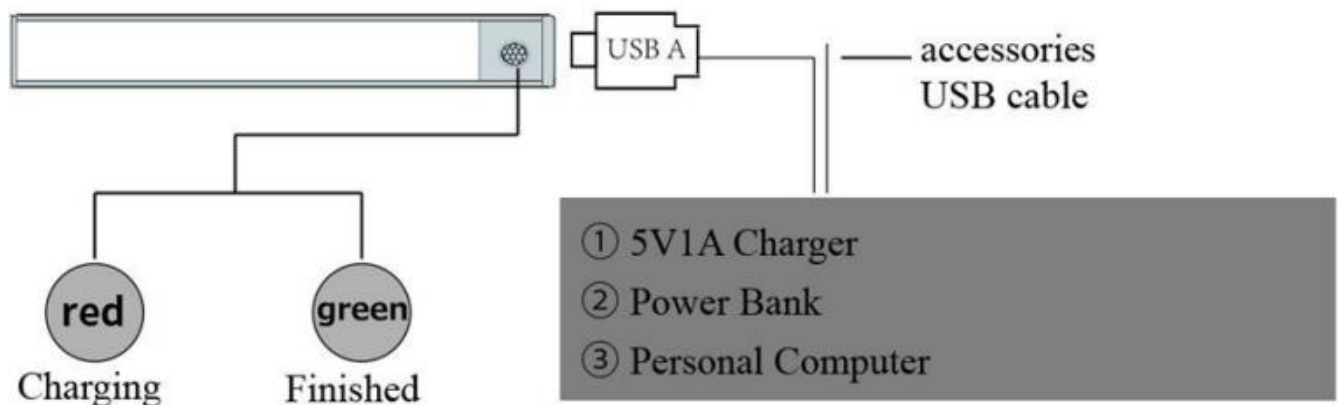 USB A
accessories
USB cable
red
Charging
green
Finished
① 5V1A Charger
② Power Bank
③ Personal Computer